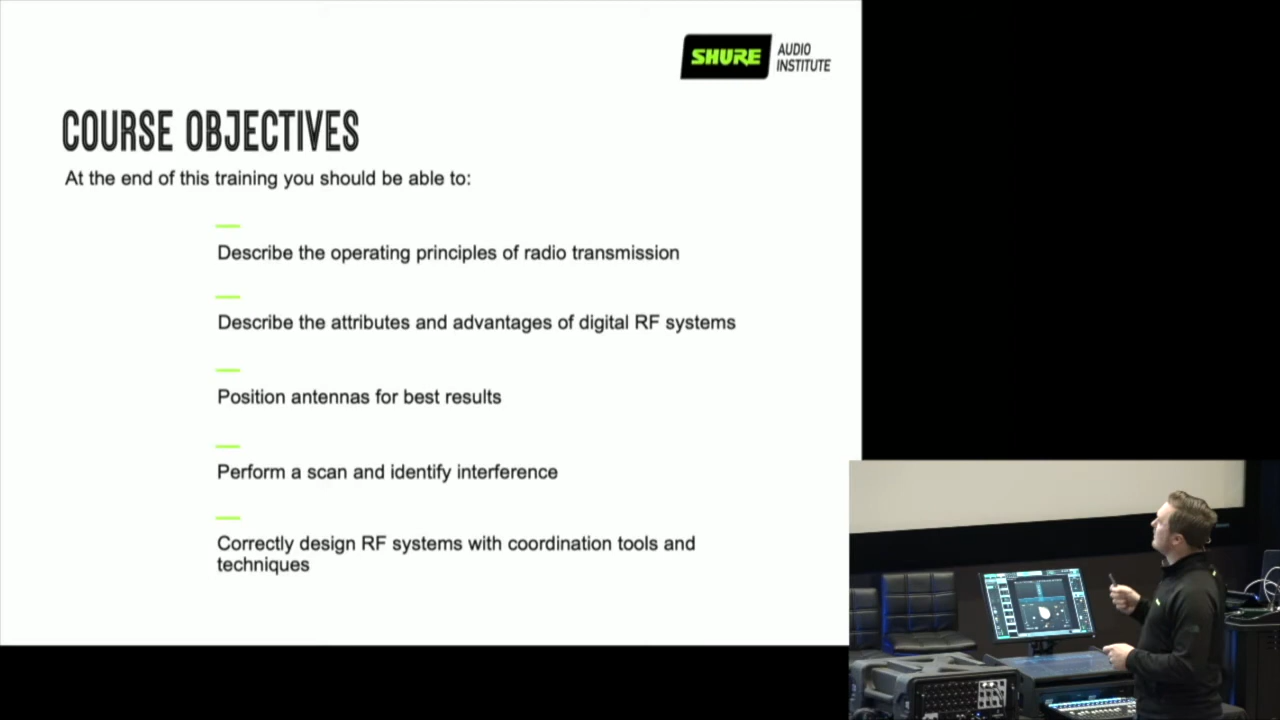 SHURE
AUDIO
INSTITUTE
COURSE OBJECTIVES
At the end of this training you should be able to:
Describe the operating principles of radio transmission
Describe the attributes and advantages of digital RF systems
Position antennas for best results
Perform a scan and identify interference
Correctly design RF systems with coordination tools and
techniques